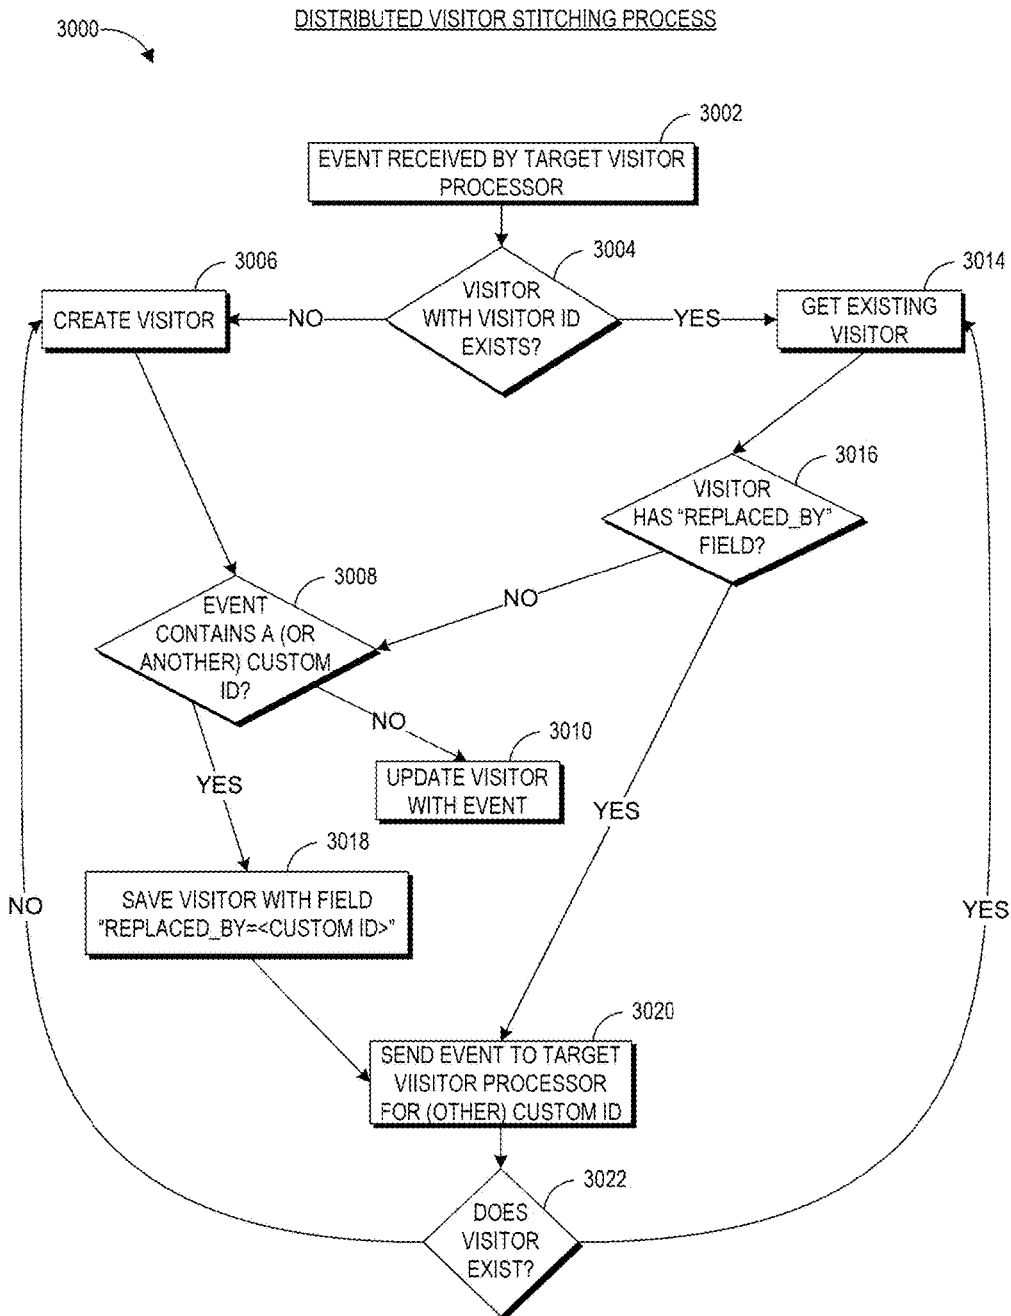 DISTRIBUTED VISITOR STITCHING PROCESS
3000
3002
EVENT RECEIVED BY TARGET VISITOR
PROCESSOR
3004
VISITOR
WITH VISITOR ID
EXISTS?
3006
CREATE VISITOR
NO
YES
3014
GET EXISTING
VISITOR
3016
VISITOR
HAS "REPLACED_BY"
FIELD?
NO
YES
3008
EVENT
CONTAINS A (OR
ANOTHER) CUSTOM
ID?
NO
3010
UPDATE VISITOR
WITH EVENT
YES
3018
SAVE VISITOR WITH FIELD
"REPLACED_BY=<CUSTOM ID>"
3020
SEND EVENT TO TARGET
VIISITOR PROCESSOR
FOR (OTHER) CUSTOM ID
3022
DOES
VISITOR
EXIST?
NO
YES